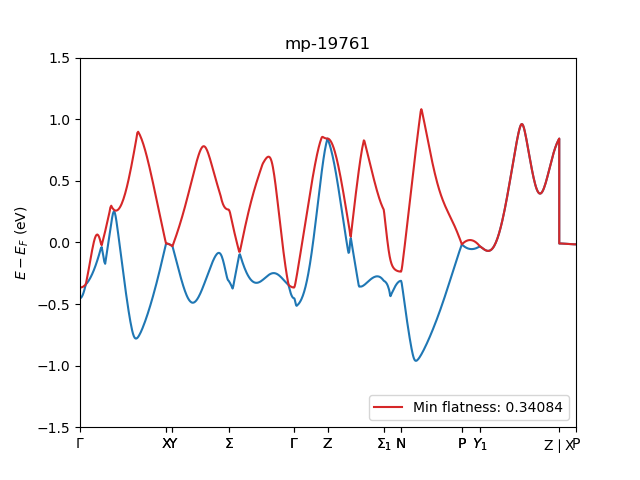 mp-19761
1.5
1.0
0.5
0.0
−0.5
−1.0
−1.5
E − E_F (eV)
Γ XY Σ Γ Z Σ₁ N P Y₁ Z | XP
Min flatness: 0.34084